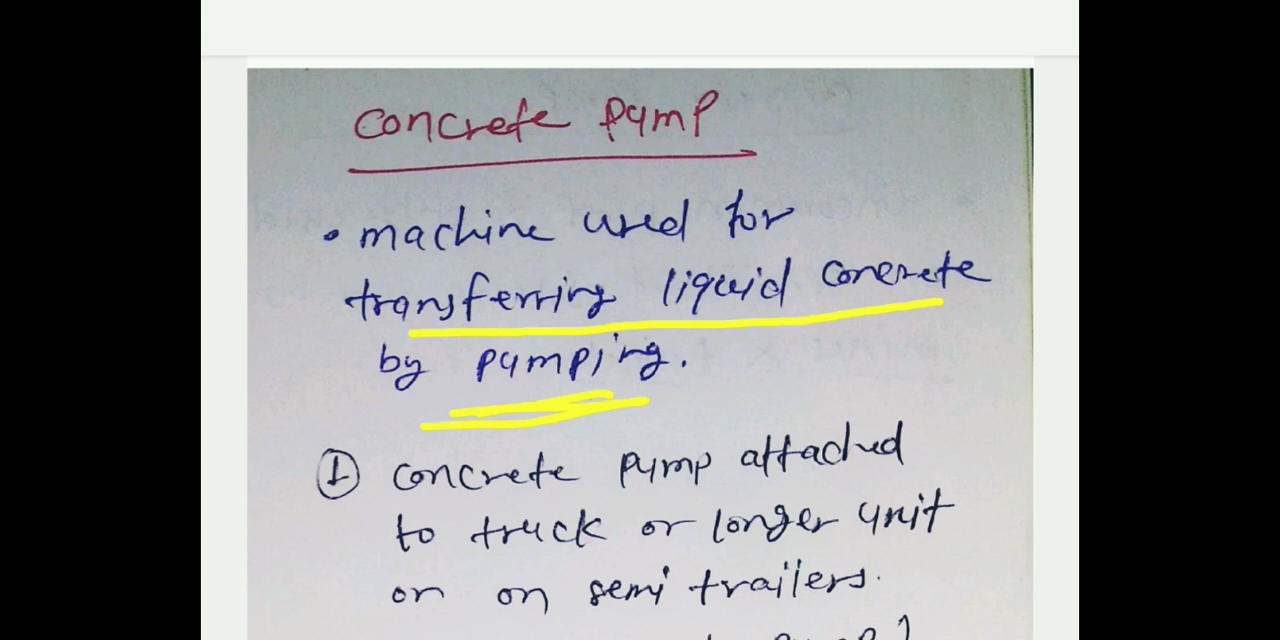 Concrete Pump
• machine used for
transferring liquid concrete
by pumping.
① Concrete pump attached
to truck or longer unit
on on semi trailers.